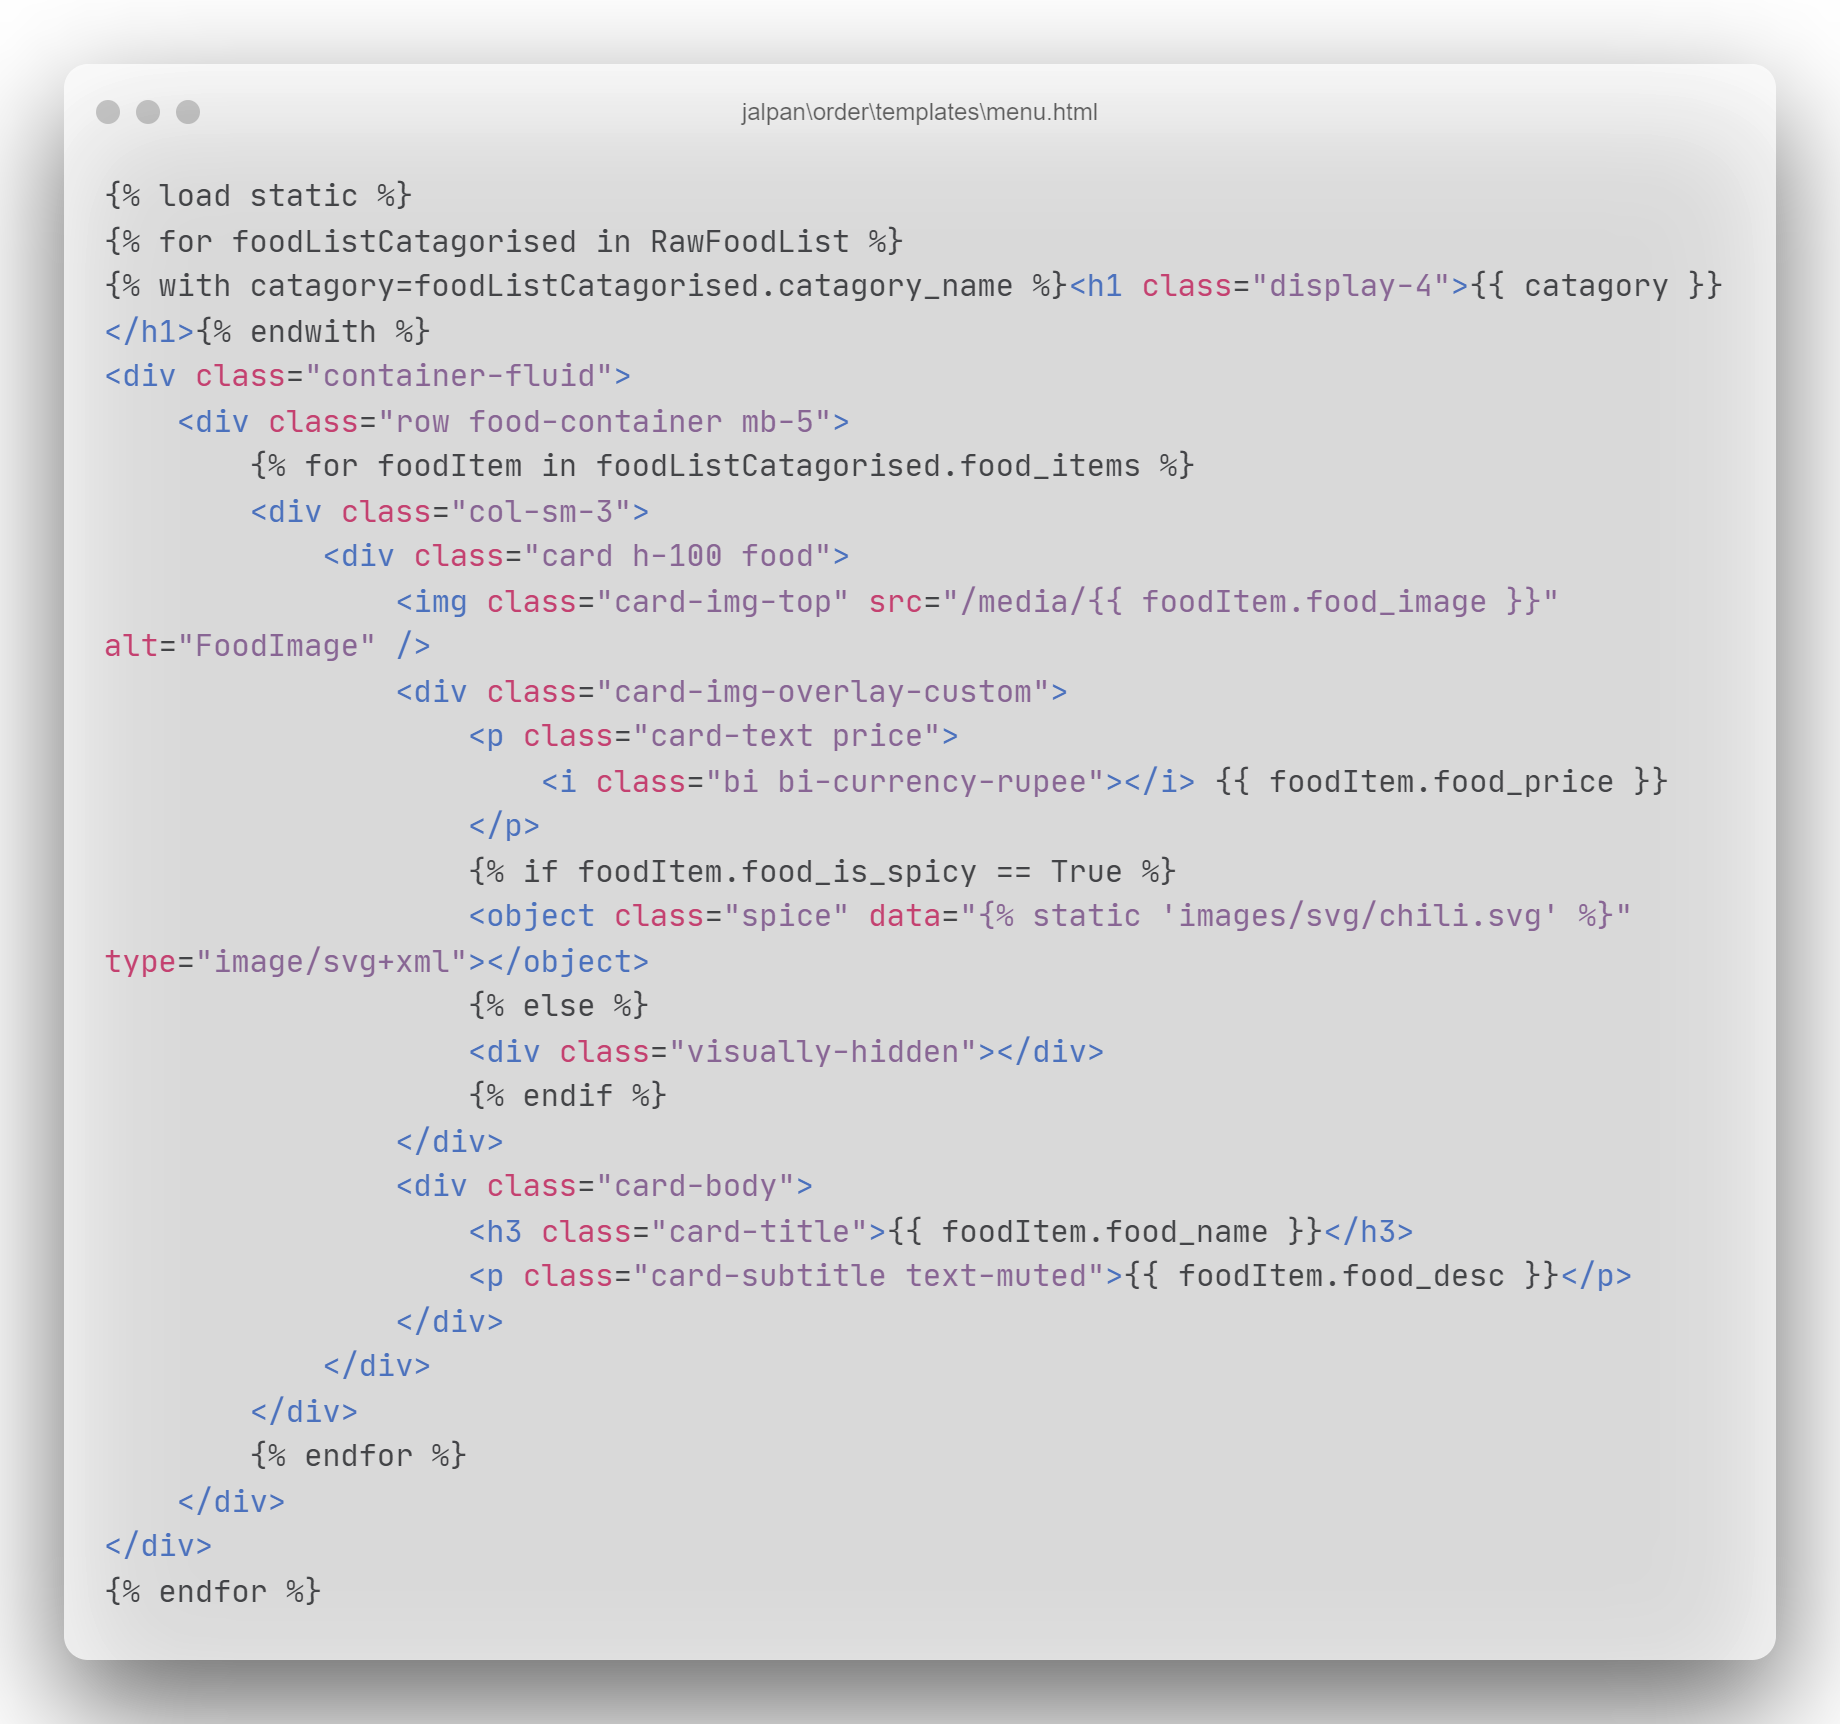 jalpan\order\templates\menu.html
{% load static %}
{% for foodListCatagorised in RawFoodList %}
{% with catagory=foodListCatagorised.catagory_name %}<h1 class="display-4">{{ catagory }}
</h1>{% endwith %}
<div class="container-fluid">
    <div class="row food-container mb-5">
        {% for foodItem in foodListCatagorised.food_items %}
        <div class="col-sm-3">
            <div class="card h-100 food">
                <img class="card-img-top" src="/media/{{ foodItem.food_image }}"
alt="FoodImage" />
                <div class="card-img-overlay-custom">
                    <p class="card-text price">
                        <i class="bi bi-currency-rupee"></i> {{ foodItem.food_price }}
                    </p>
                    {% if foodItem.food_is_spicy == True %}
                    <object class="spice" data="{% static 'images/svg/chili.svg' %}"
type="image/svg+xml"></object>
                    {% else %}
                    <div class="visually-hidden"></div>
                    {% endif %}
                </div>
                <div class="card-body">
                    <h3 class="card-title">{{ foodItem.food_name }}</h3>
                    <p class="card-subtitle text-muted">{{ foodItem.food_desc }}</p>
                </div>
            </div>
        </div>
        {% endfor %}
    </div>
</div>
{% endfor %}